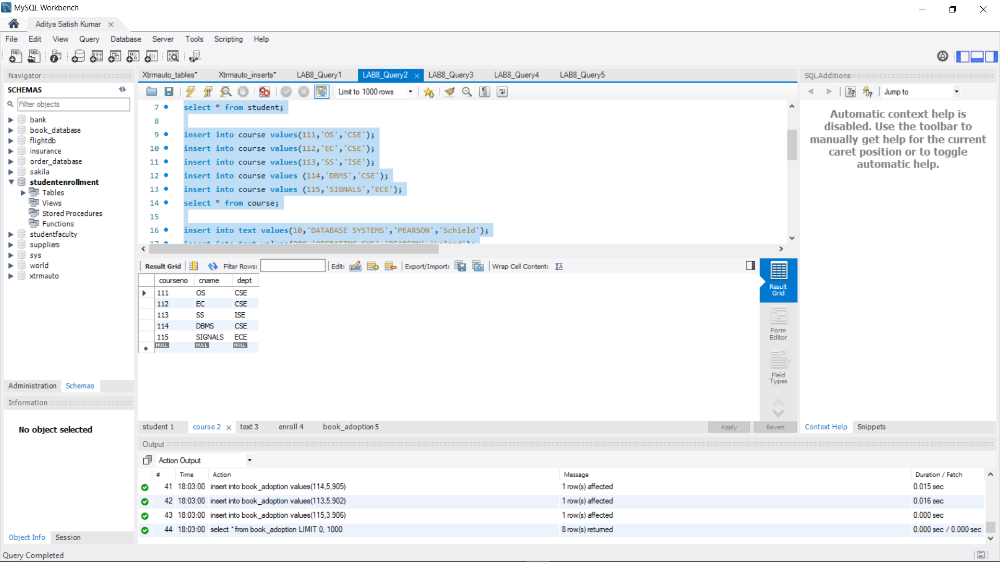 MySQL Workbench
Aditya Satish Kumar
File Edit View Query Database Server Tools Scripting Help
Navigator
SCHEMAS
Filter objects
bank
book_database
flightdb
insurance
order_database
sakila
studentenrollment
Tables
Views
Stored Procedures
Functions
studentfaculty
suppliers
sys
world
xtrmauto
Administration Schemas
Information
No object selected
Object Info Session
Xtrmauto_tables* Xtrmauto_inserts* LAB8_Query1 LAB8_Query2 LAB8_Query3 LAB8_Query4 LAB8_Query5
Limit to 1000 rows
7 select * from student;
8
9 insert into course values(111,'OS','CSE');
10 insert into course values(112,'EC','CSE');
11 insert into course values(113,'SS','ISE');
12 insert into course values (114,'DBMS','CSE');
13 insert into course values (115,'SIGNALS','ECE');
14 select * from course;
15
16 insert into text values(10,'DATABASE SYSTEMS','PEARSON','Schield');
Result Grid Filter Rows: Edit: Export/Import: Wrap Cell Content:
courseno cname dept
111 OS CSE
112 EC CSE
113 SS ISE
114 DBMS CSE
115 SIGNALS ECE
NULL NULL NULL
Result
Grid
Form
Editor
Field
Types
student 1 course 2 text 3 enroll 4 book_adoption 5
Apply Revert
SQLAdditions
Jump to
Automatic context help is
disabled. Use the toolbar to
manually get help for the current
caret position or to toggle
automatic help.
Context Help Snippets
Output
Action Output
# Time Action Message Duration / Fetch
41 18:03:00 insert into book_adoption values(114,5,905) 1 row(s) affected 0.015 sec
42 18:03:00 insert into book_adoption values(113,5,902) 1 row(s) affected 0.016 sec
43 18:03:00 insert into book_adoption values(115,3,906) 1 row(s) affected 0.000 sec
44 18:03:00 select * from book_adoption LIMIT 0, 1000 8 row(s) returned 0.000 sec / 0.000 sec
Query Completed